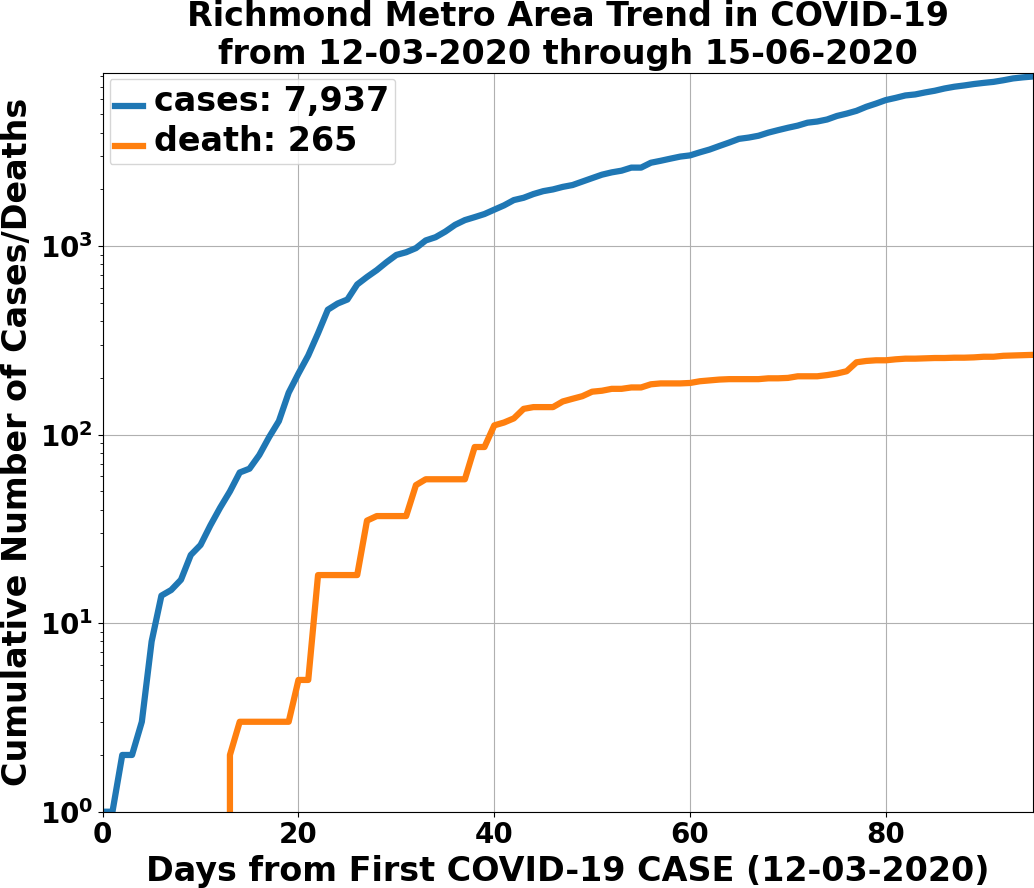 Richmond Metro Area Trend in COVID-19
from 12-03-2020 through 15-06-2020
cases: 7,937
death: 265
Cumulative Number of Cases/Deaths
10³
10²
10¹
10⁰
0 20 40 60 80
Days from First COVID-19 CASE (12-03-2020)